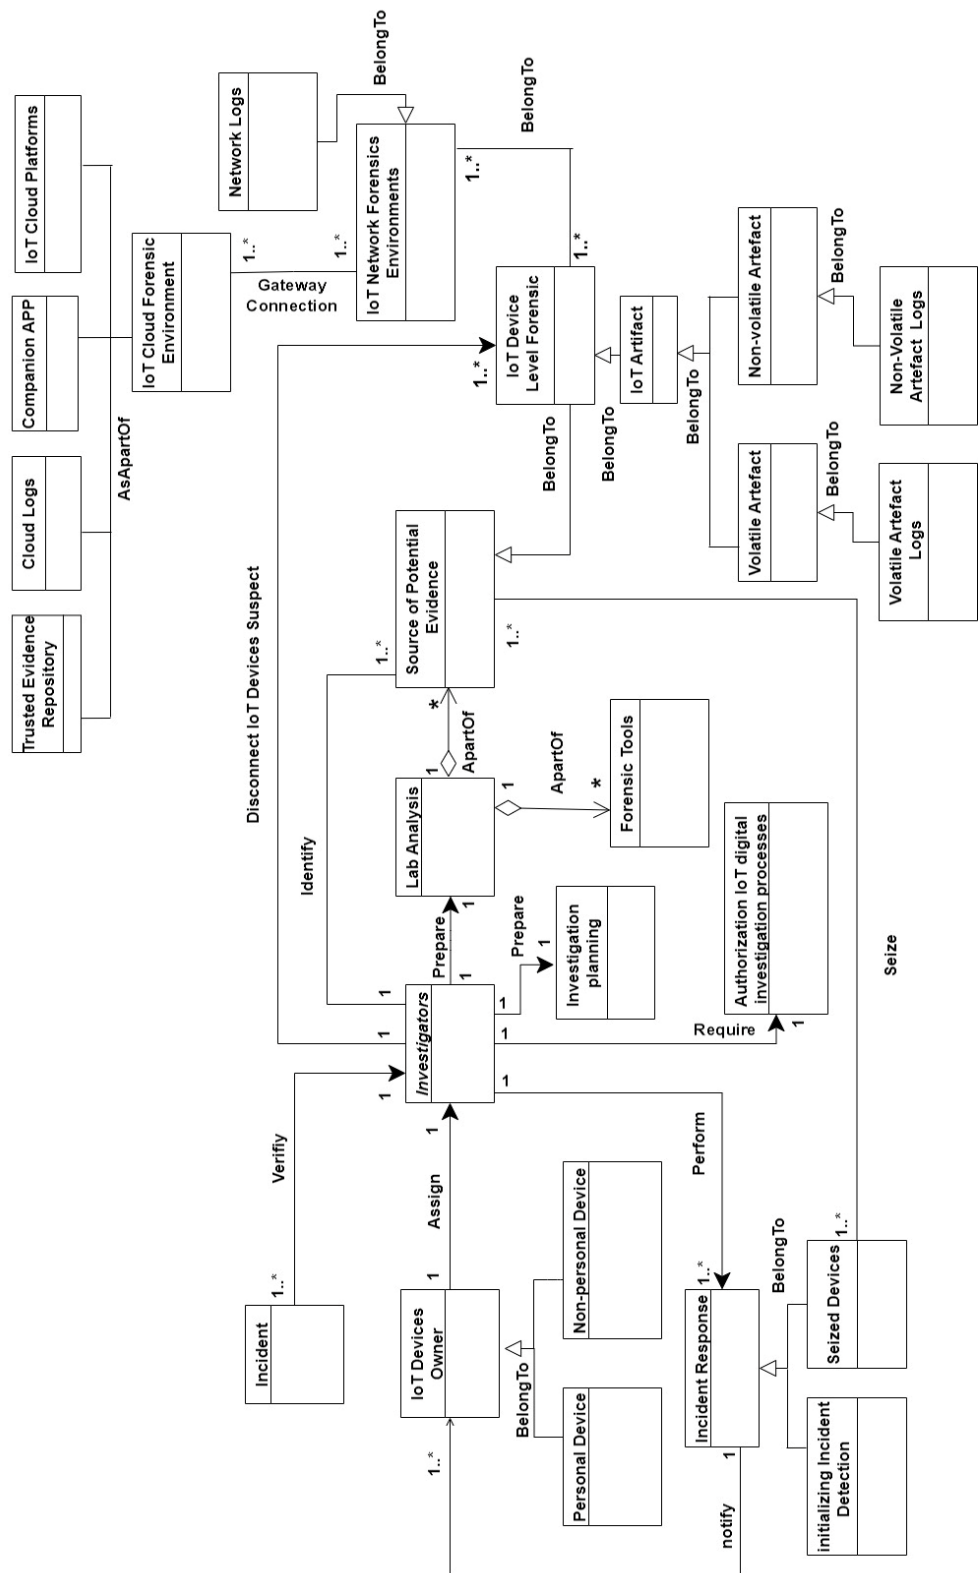 Trusted Evidence
Repository
Cloud Logs
Companion APP
IoT Cloud Platforms
AsApartOf
IoT Cloud Forensic
Environment
1..*
Gateway
Connection
1..*
Network Logs
BelongTo
IoT Network Forensics
Environments
1..*
BelongTo
1..*
Disconnect IoT Devices Suspect
1..*
IoT Device
Level Forensic
BelongTo
BelongTo
IoT Artifact
BelongTo
Non-volatile Artefact
BelongTo
Non-Volatile
Artefact Logs
Volatile Artefact
BelongTo
Volatile Artefact
Logs
Identify
1..*
Source of Potential
Evidence
1..*
*
ApartOf
1
Lab Analysis
1
ApartOf
*
Forensic Tools
1
Prepare
1
Prepare
1
1
Investigation
planning
Authorization IoT digital
investigation processes
Require
1
1
Seize
1
1
Investigators
1
1
1
Verifiy
1..*
Incident
Assign
1
IoT Devices
Owner
1..*
BelongTo
Personal Device
Non-personal Device
Perform
1..*
Incident Response
1
notify
BelongTo
1..*
Seized Devices
initializing Incident
Detection